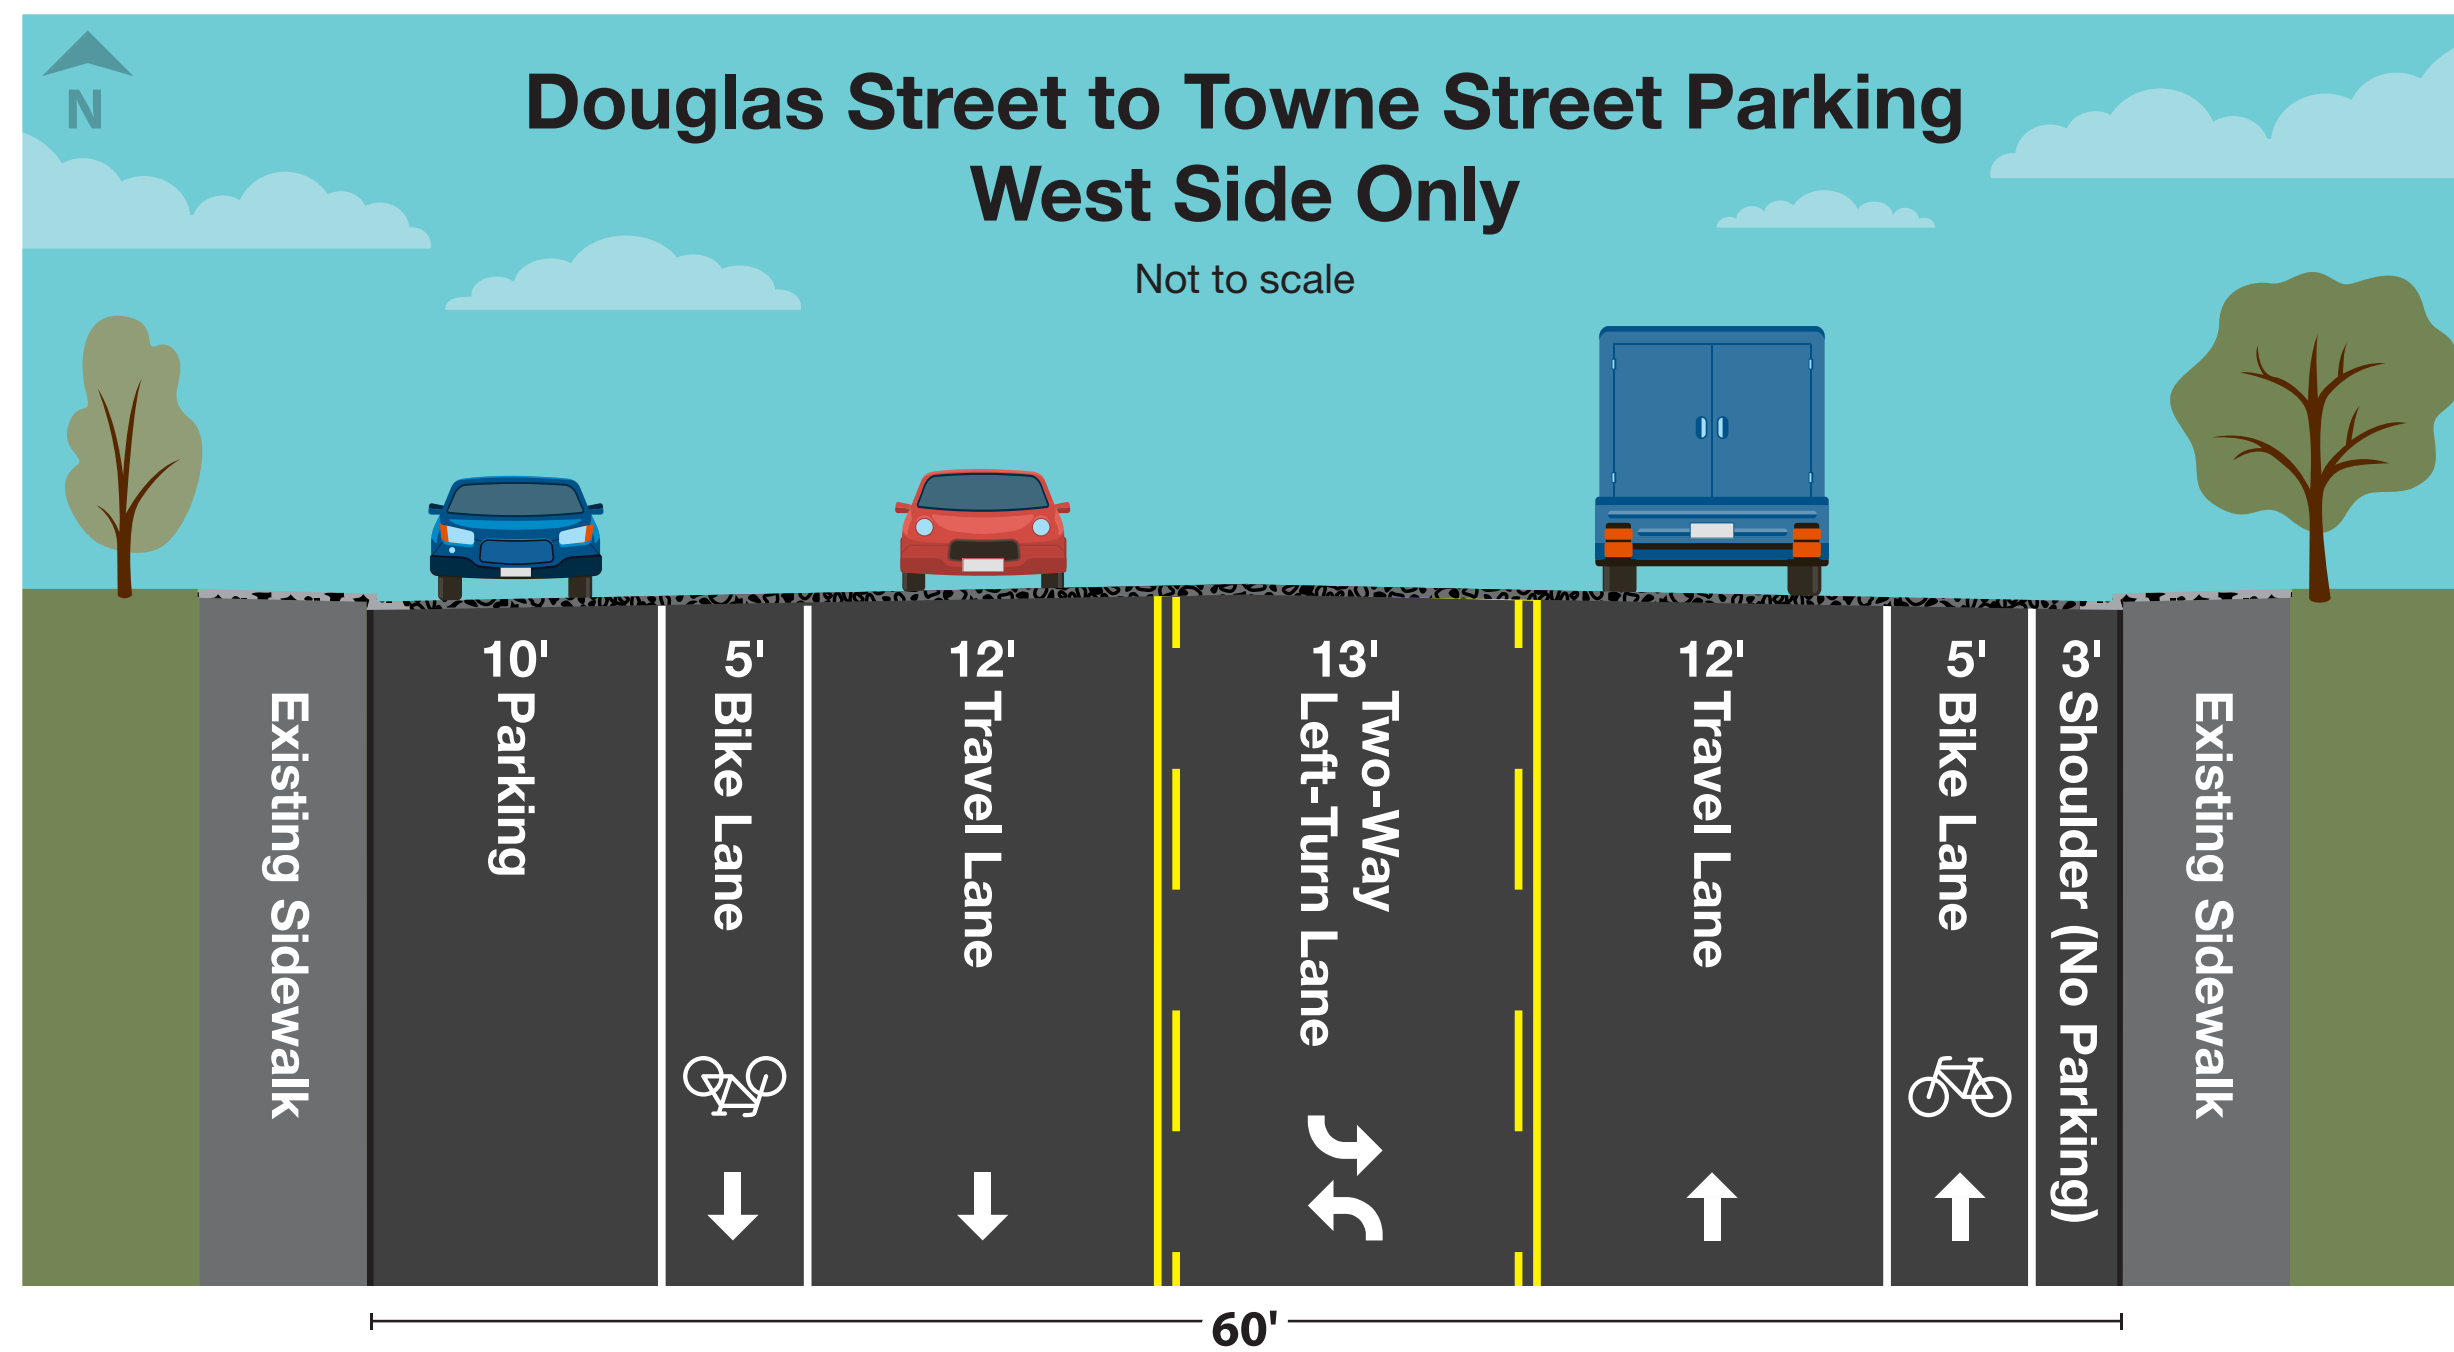 N
Douglas Street to Towne Street Parking
West Side Only
Not to scale
Existing Sidewalk
10'
Parking
5'
Bike Lane
12'
Travel Lane
13'
Two-Way
Left-Turn Lane
12'
Travel Lane
5'
Bike Lane
3'
Shoulder (No Parking)
Existing Sidewalk
60'